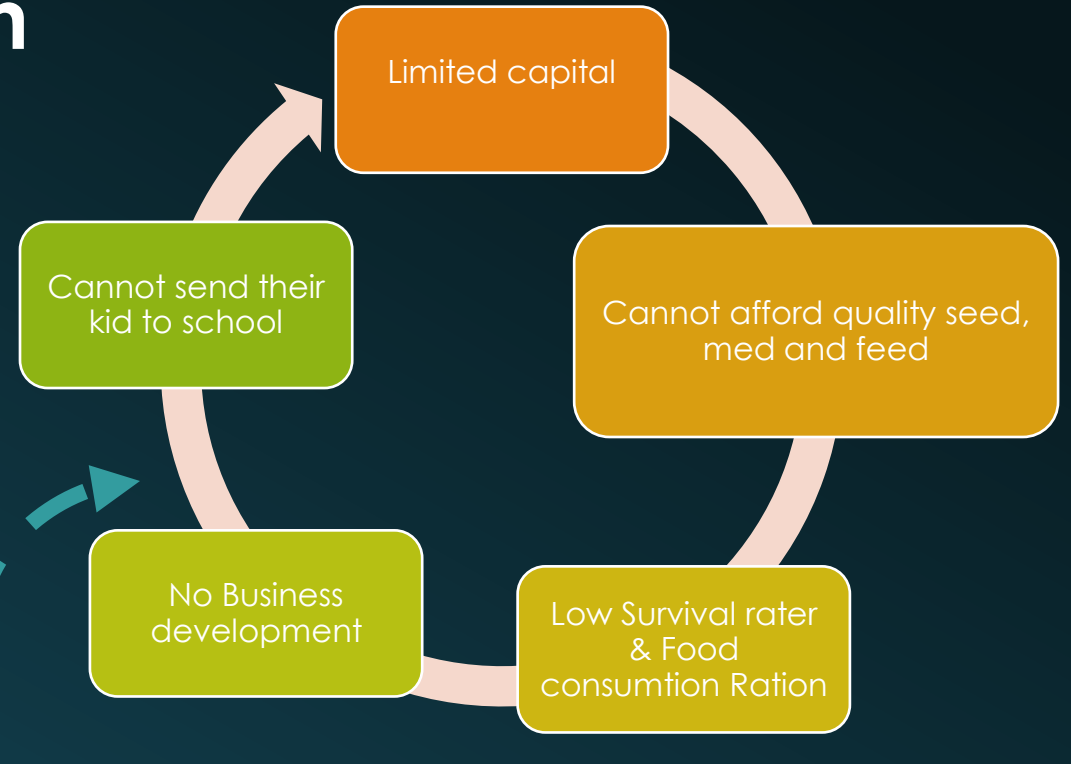 n
Limited capital
Cannot afford quality seed,
med and feed
Low Survival rater
& Food
consumtion Ration
No Business
development
Cannot send their
kid to school